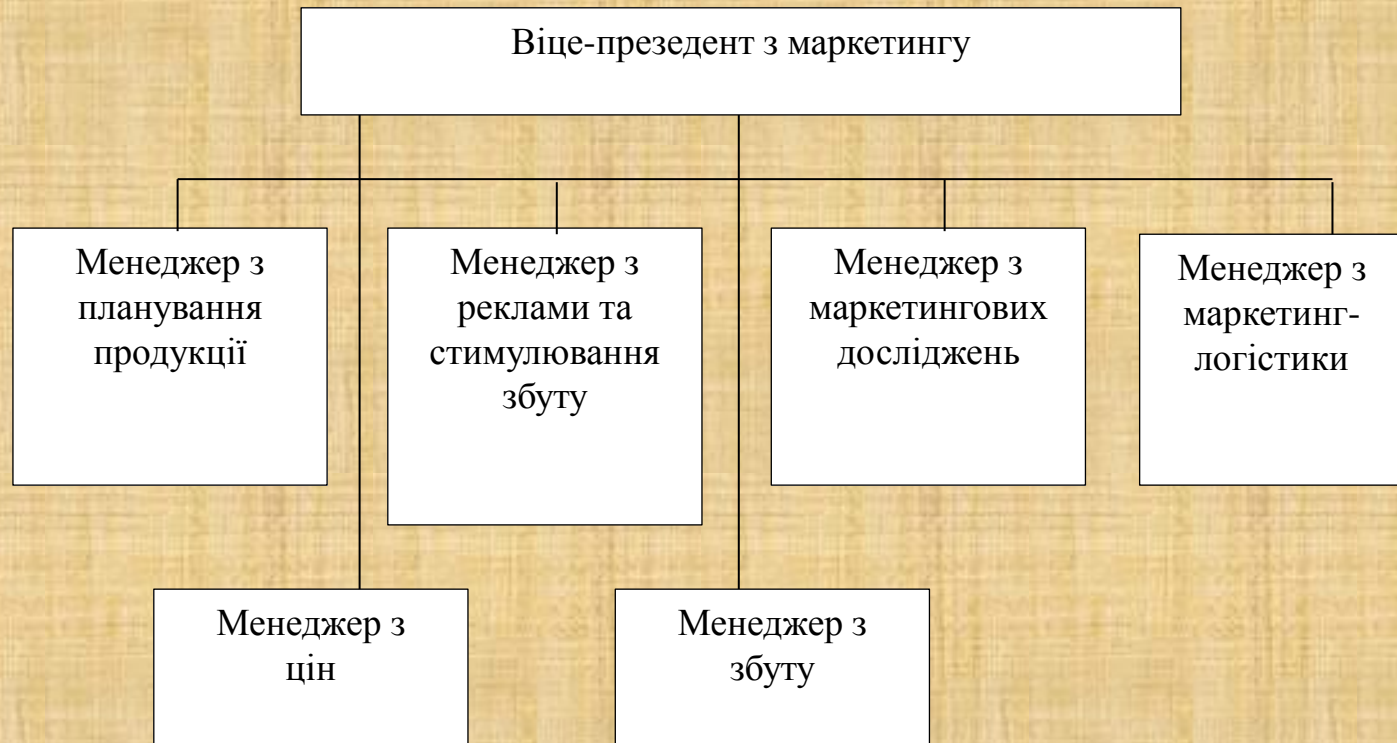 Віце-презедент з маркетингу
Менеджер з
планування
продукції
Менеджер з
реклами та
стимулювання
збуту
Менеджер з
маркетингових
досліджень
Менеджер з
маркетинг-
логістики
Менеджер з
цін
Менеджер з
збуту